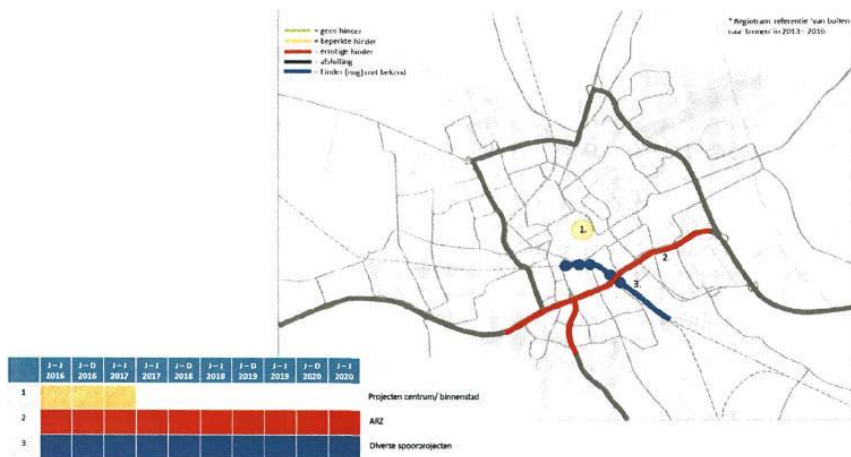 = geen hinder
= beperkte hinder
= ernstige hinder
= afsluiting
= hinder (nog) niet bekend
* Regiotram referentie 'van buiten
naar binnen in 2013 - 2016
1.
2.
3.
J – J 2016 J – D 2016 J – J 2017 J – J 2017 J – D 2018 J – J 2018 J – D 2019 J – J 2019 J – D 2020 J – J 2020
1 Projecten centrum/ binnenstad
2 ARZ
3 Diverse spoorprojecten